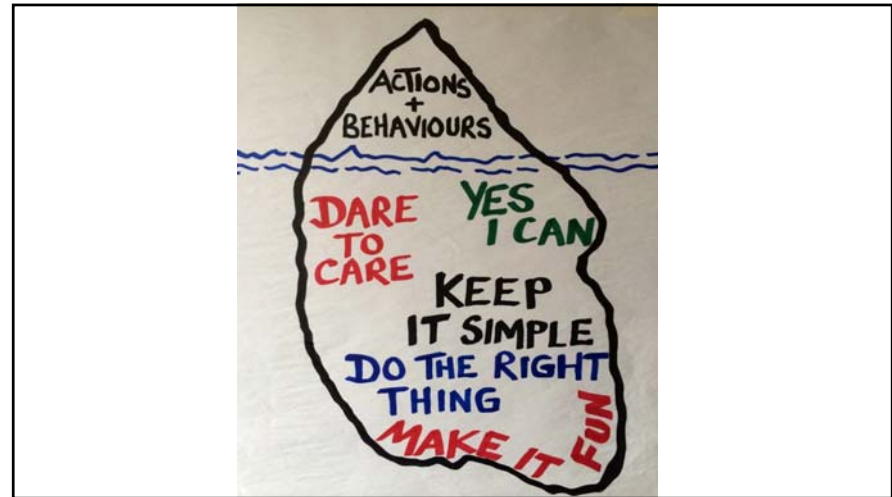 ACTIONS
+
BEHAVIOURS
DARE
TO
CARE
YES
I CAN
KEEP
IT SIMPLE
DO THE RIGHT
THING
MAKE IT FUN